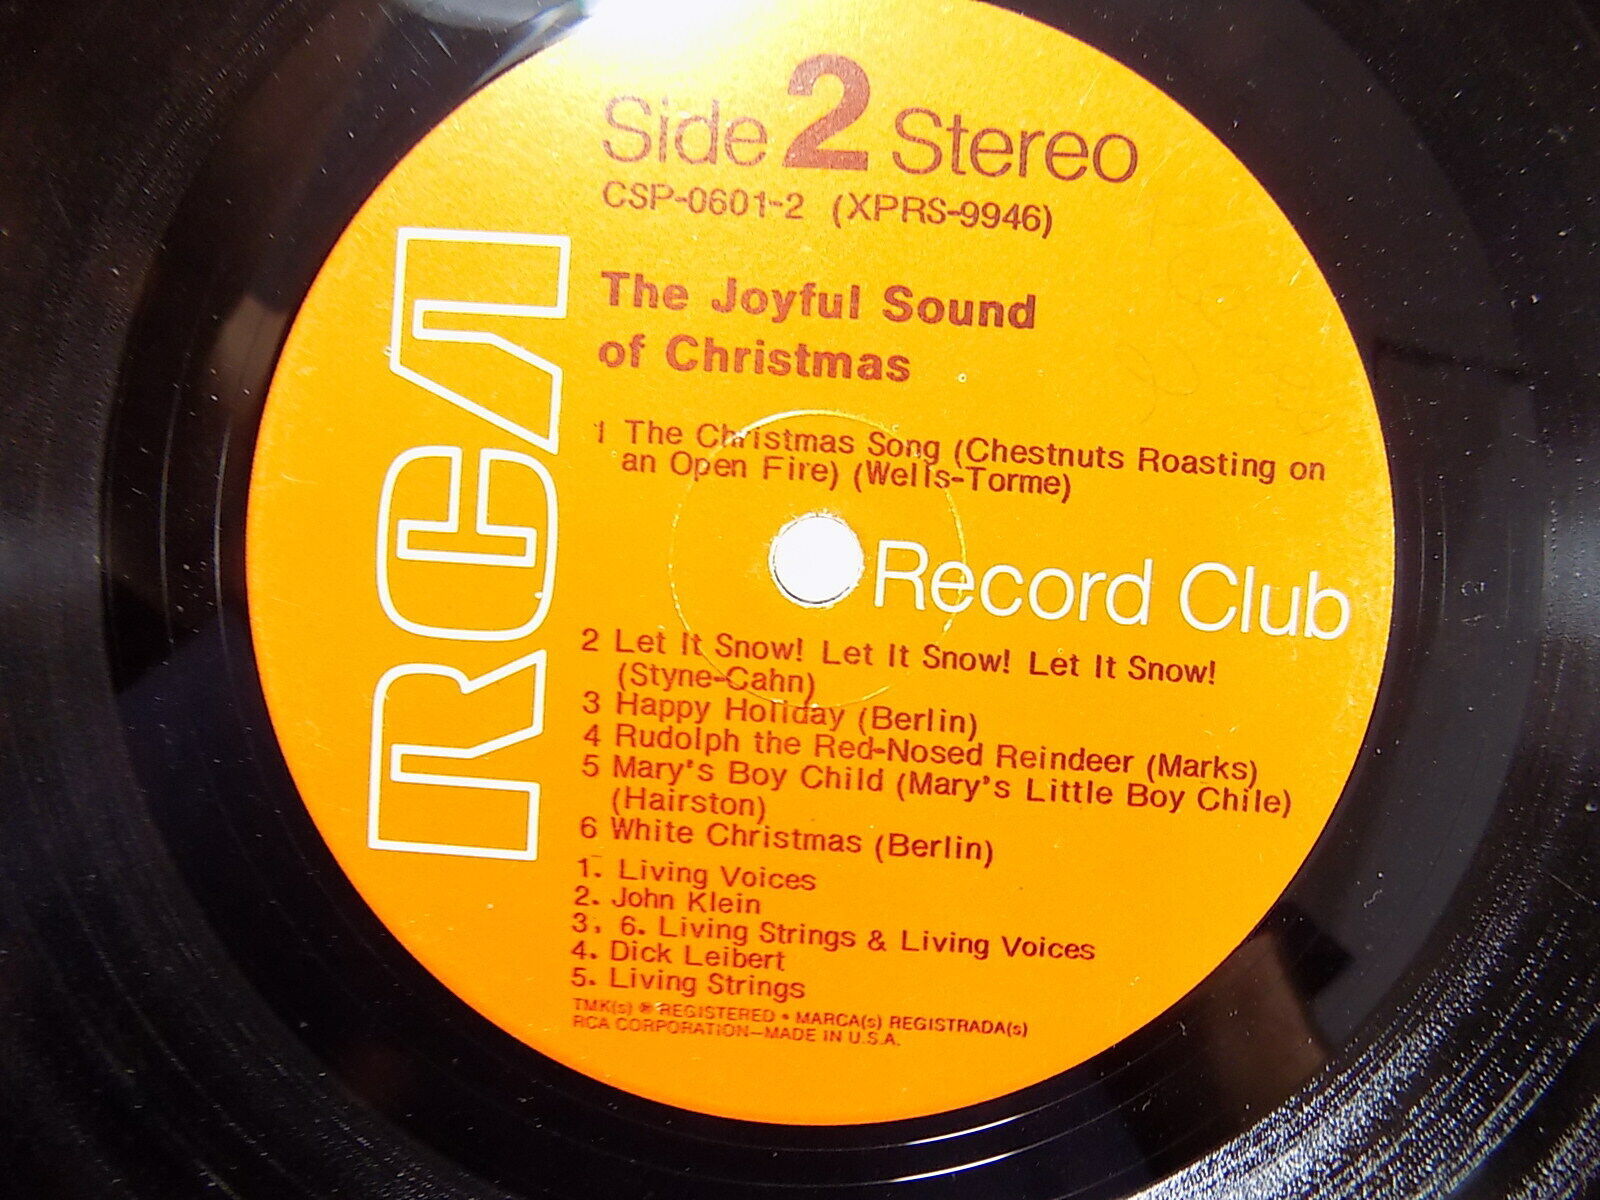 Side 2 Stereo
CSP-0601-2 (XPRS-9946)
The Joyful Sound
of Christmas
RCA
1 The Christmas Song (Chestnuts Roasting on
an Open Fire) (Wells-Torme)
Record Club
2 Let It Snow! Let It Snow! Let It Snow!
(Styne-Cahn)
3 Happy Holiday (Berlin)
4 Rudolph the Red-Nosed Reindeer (Marks)
5 Mary's Boy Child (Mary's Little Boy Chile)
(Hairston)
6 White Christmas (Berlin)
1. Living Voices
2. John Klein
3, 6. Living Strings & Living Voices
4. Dick Leibert
5. Living Strings
TMK(s) ® REGISTERED • MARCA(s) REGISTRADA(s)
RCA CORPORATION—MADE IN U.S.A.